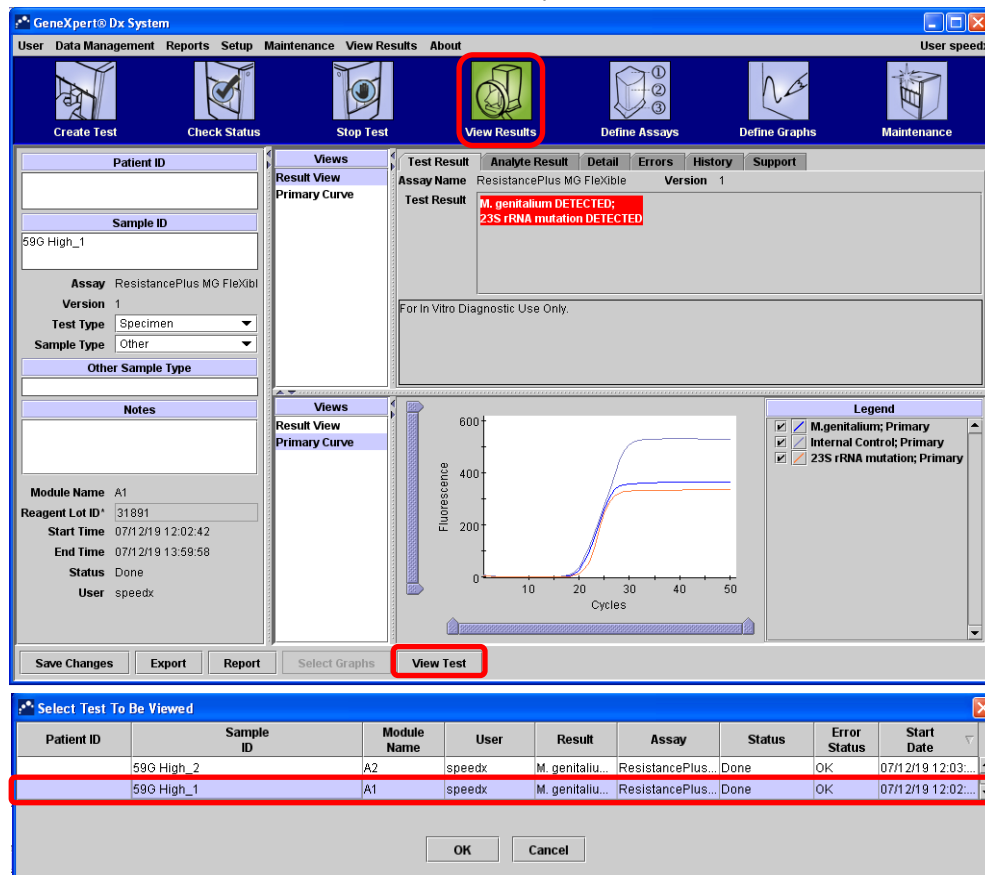 GeneXpert® Dx System
User Data Management Reports Setup Maintenance View Results About User speedx
Create Test Check Status Stop Test View Results Define Assays Define Graphs Maintenance
Patient ID
Sample ID
59G High_1
Assay ResistancePlus MG FleXibl
Version 1
Test Type Specimen
Sample Type Other
Other Sample Type
Notes
Module Name A1
Reagent Lot ID* 31891
Start Time 07/12/19 12:02:42
End Time 07/12/19 13:59:58
Status Done
User speedx
Views
Result View
Primary Curve
Test Result Analyte Result Detail Errors History Support
Assay Name ResistancePlus MG FleXible Version 1
Test Result M. genitalium DETECTED;
23S rRNA mutation DETECTED
For In Vitro Diagnostic Use Only.
Views
Result View
Primary Curve
600
400
200
0
Fluorescence
10 20 30 40 50
Cycles
Legend
M.genitalium; Primary
Internal Control; Primary
23S rRNA mutation; Primary
Save Changes Export Report Select Graphs View Test
Select Test To Be Viewed
Patient ID Sample ID Module Name User Result Assay Status Error Status Start Date
59G High_2 A2 speedx M. genitaliu... ResistancePlus... Done OK 07/12/19 12:03:...
59G High_1 A1 speedx M. genitaliu... ResistancePlus... Done OK 07/12/19 12:02:...
OK Cancel